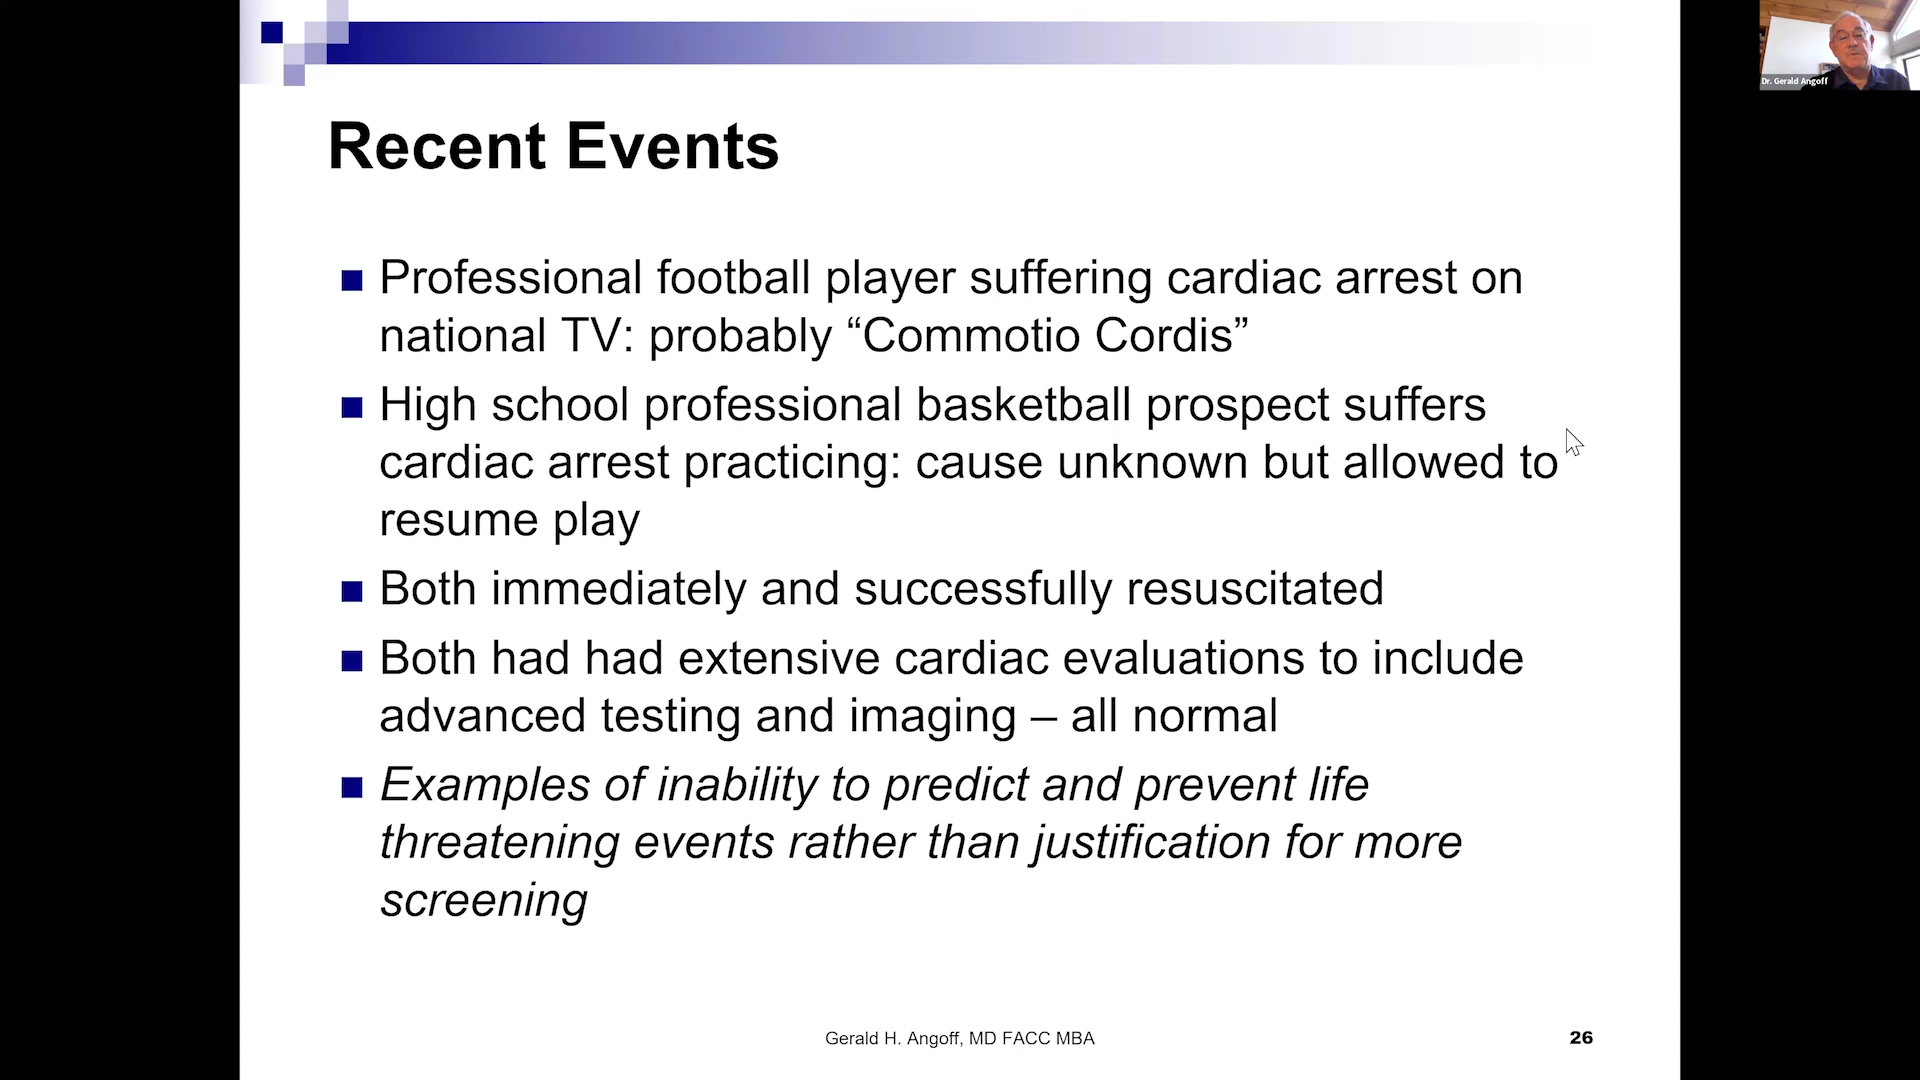 Dr. Gerald Angoff
Recent Events
Professional football player suffering cardiac arrest on
national TV: probably “Commotio Cordis”
High school professional basketball prospect suffers
cardiac arrest practicing: cause unknown but allowed to
resume play
Both immediately and successfully resuscitated
Both had had extensive cardiac evaluations to include
advanced testing and imaging – all normal
Examples of inability to predict and prevent life
threatening events rather than justification for more
screening
Gerald H. Angoff, MD FACC MBA
26